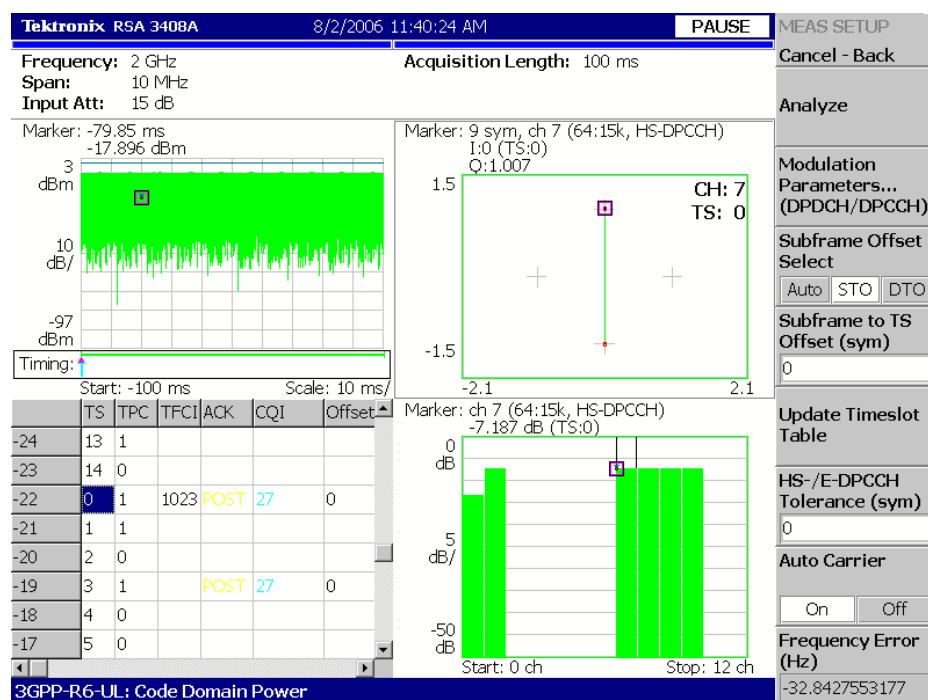 Tektronix RSA 3408A 8/2/2006 11:40:24 AM PAUSE
Frequency: 2 GHz
Span: 10 MHz
Input Att: 15 dB
Acquisition Length: 100 ms
Marker: -79.85 ms
-17.896 dBm
3
dBm
10
dB/
-97
dBm
Timing:
Start: -100 ms Scale: 10 ms/
Marker: 9 sym, ch 7 (64:15k, HS-DPCCH)
I:0 (TS:0)
Q:1.007
1.5
CH: 7
TS: 0
-1.5
-2.1 2.1
TS TPC TFCI ACK CQI Offset
-24 13 1
-23 14 0
-22 0 1 1023 POST 27 0
-21 1 1
-20 2 0
-19 3 1 POST 27 0
-18 4 0
-17 5 0
Marker: ch 7 (64:15k, HS-DPCCH)
-7.187 dB (TS:0)
0
dB
5
dB/
-50
dB
Start: 0 ch Stop: 12 ch
3GPP-R6-UL: Code Domain Power
MEAS SETUP
Cancel - Back
Analyze
Modulation
Parameters...
(DPDCH/DPCCH)
Subframe Offset
Select
Auto STO DTO
Subframe to TS
Offset (sym)
0
Update Timeslot
Table
HS-/E-DPCCH
Tolerance (sym)
0
Auto Carrier
On Off
Frequency Error
(Hz)
-32.8427553177